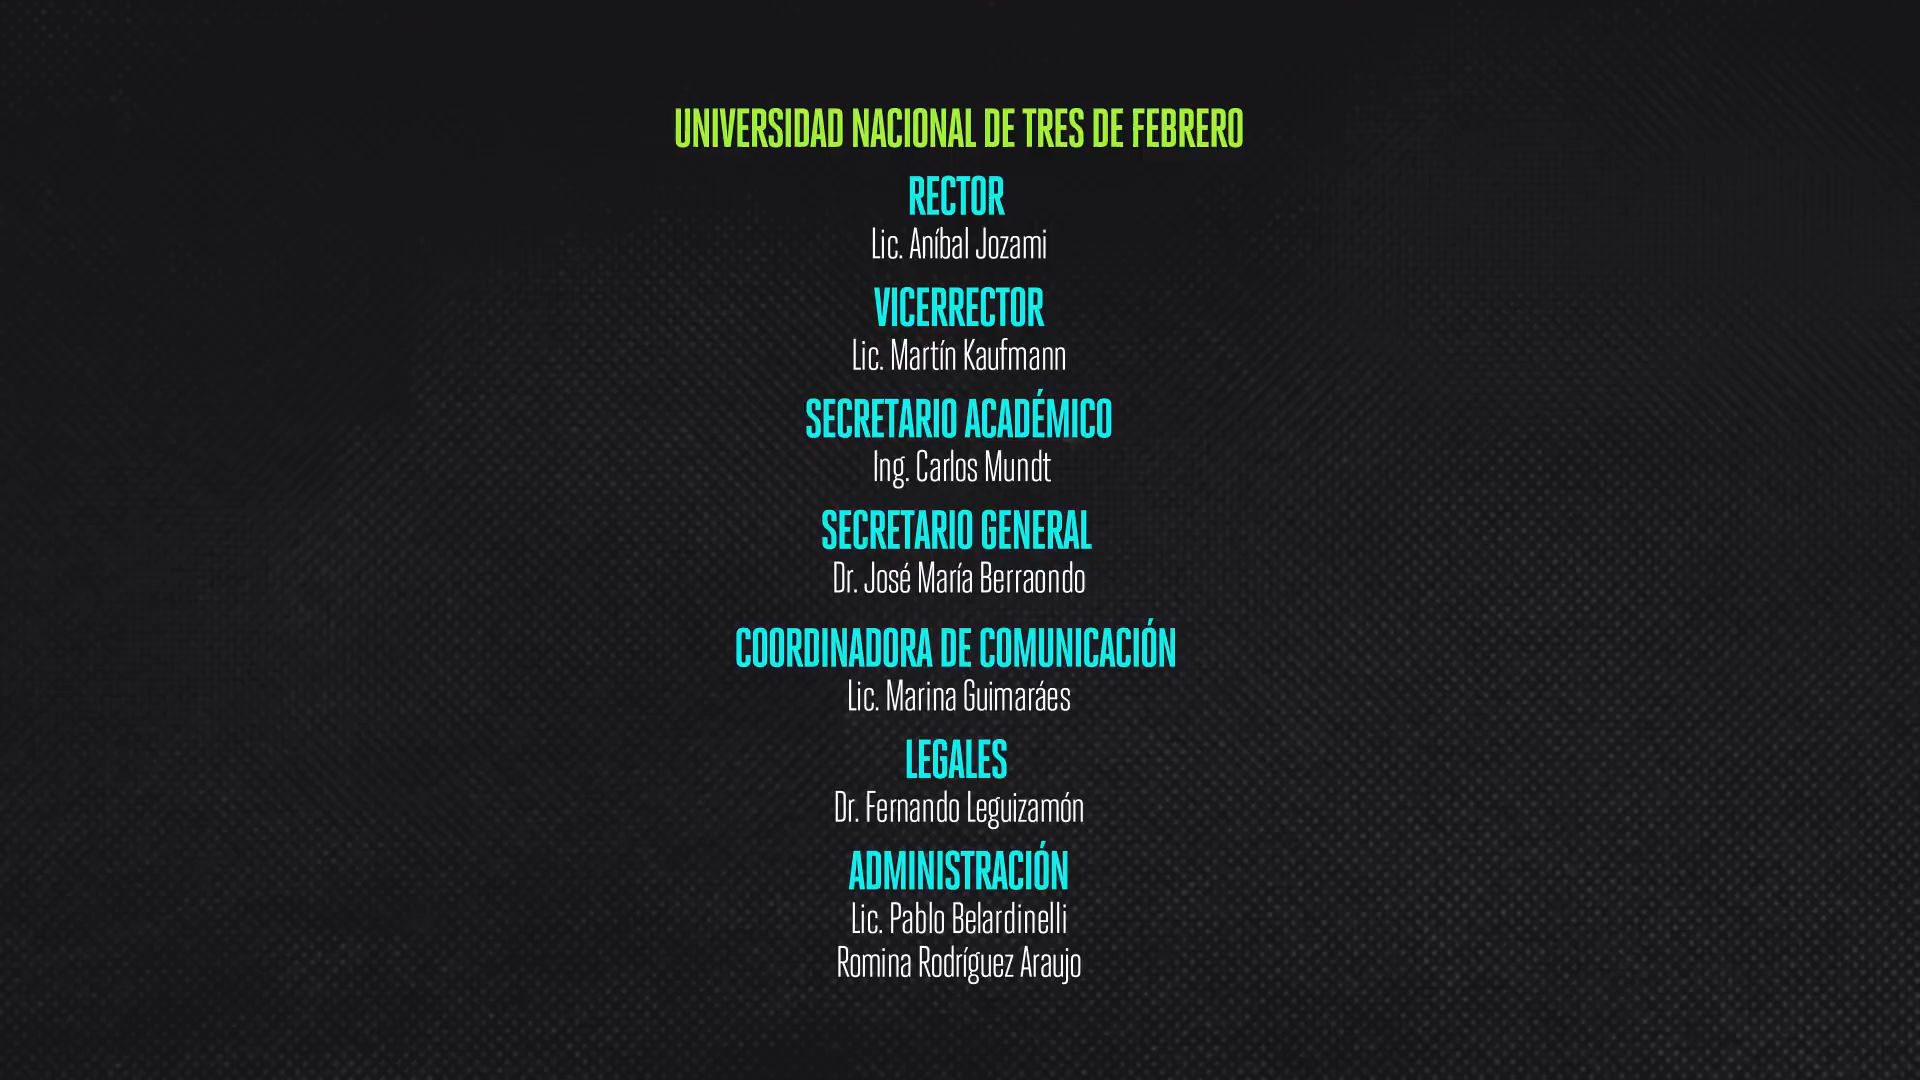 UNIVERSIDAD NACIONAL DE TRES DE FEBRERO
RECTOR
Lic. Aníbal Jozami
VICERRECTOR
Lic. Martín Kaufmann
SECRETARIO ACADÉMICO
Ing. Carlos Mundt
SECRETARIO GENERAL
Dr. José María Berraondo
COORDINADORA DE COMUNICACIÓN
Lic. Marina Guimaráes
LEGALES
Dr. Fernando Leguizamón
ADMINISTRACIÓN
Lic. Pablo Belardinelli
Romina Rodríguez Araujo